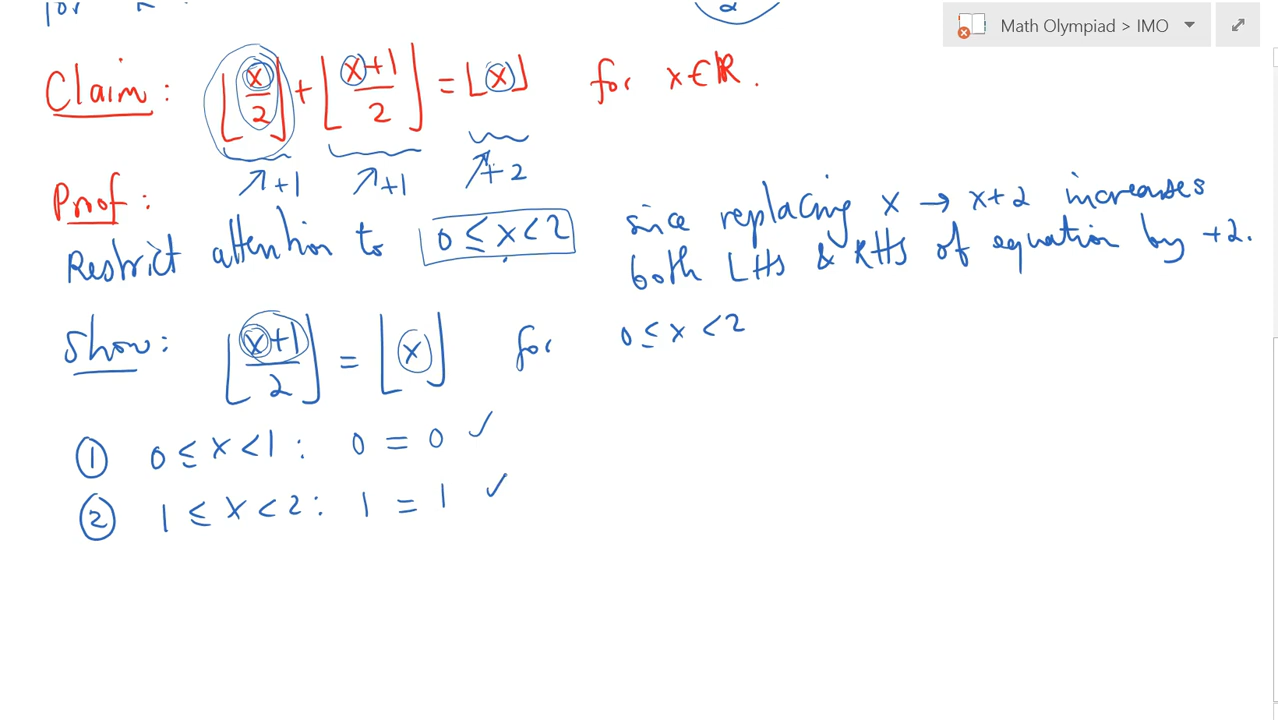 for
2
Math Olympiad > IMO
Claim: ⌊x/2⌋ + ⌊(x+1)/2⌋ = ⌊x⌋ for x ∈ ℝ.
↗+1 ↗+1 ↗+2
Proof:
Restrict attention to 0 ≤ x < 2 since replacing x → x+2 increases
both LHS & RHS of equation by +2.
Show: ⌊(x+1)/2⌋ = ⌊x⌋ for 0 ≤ x < 2
① 0 ≤ x < 1: 0 = 0 ✓
② 1 ≤ x < 2: 1 = 1 ✓